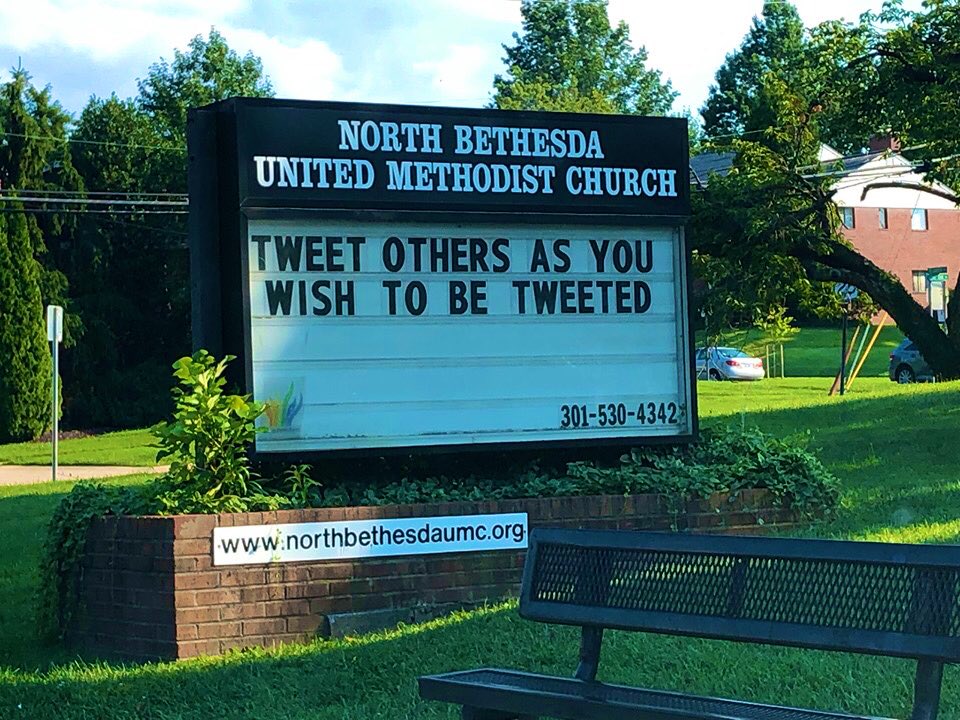 NORTH BETHESDA
UNITED METHODIST CHURCH
TWEET OTHERS AS YOU
WISH TO BE TWEETED
301-530-4342
www.northbethesdaumc.org